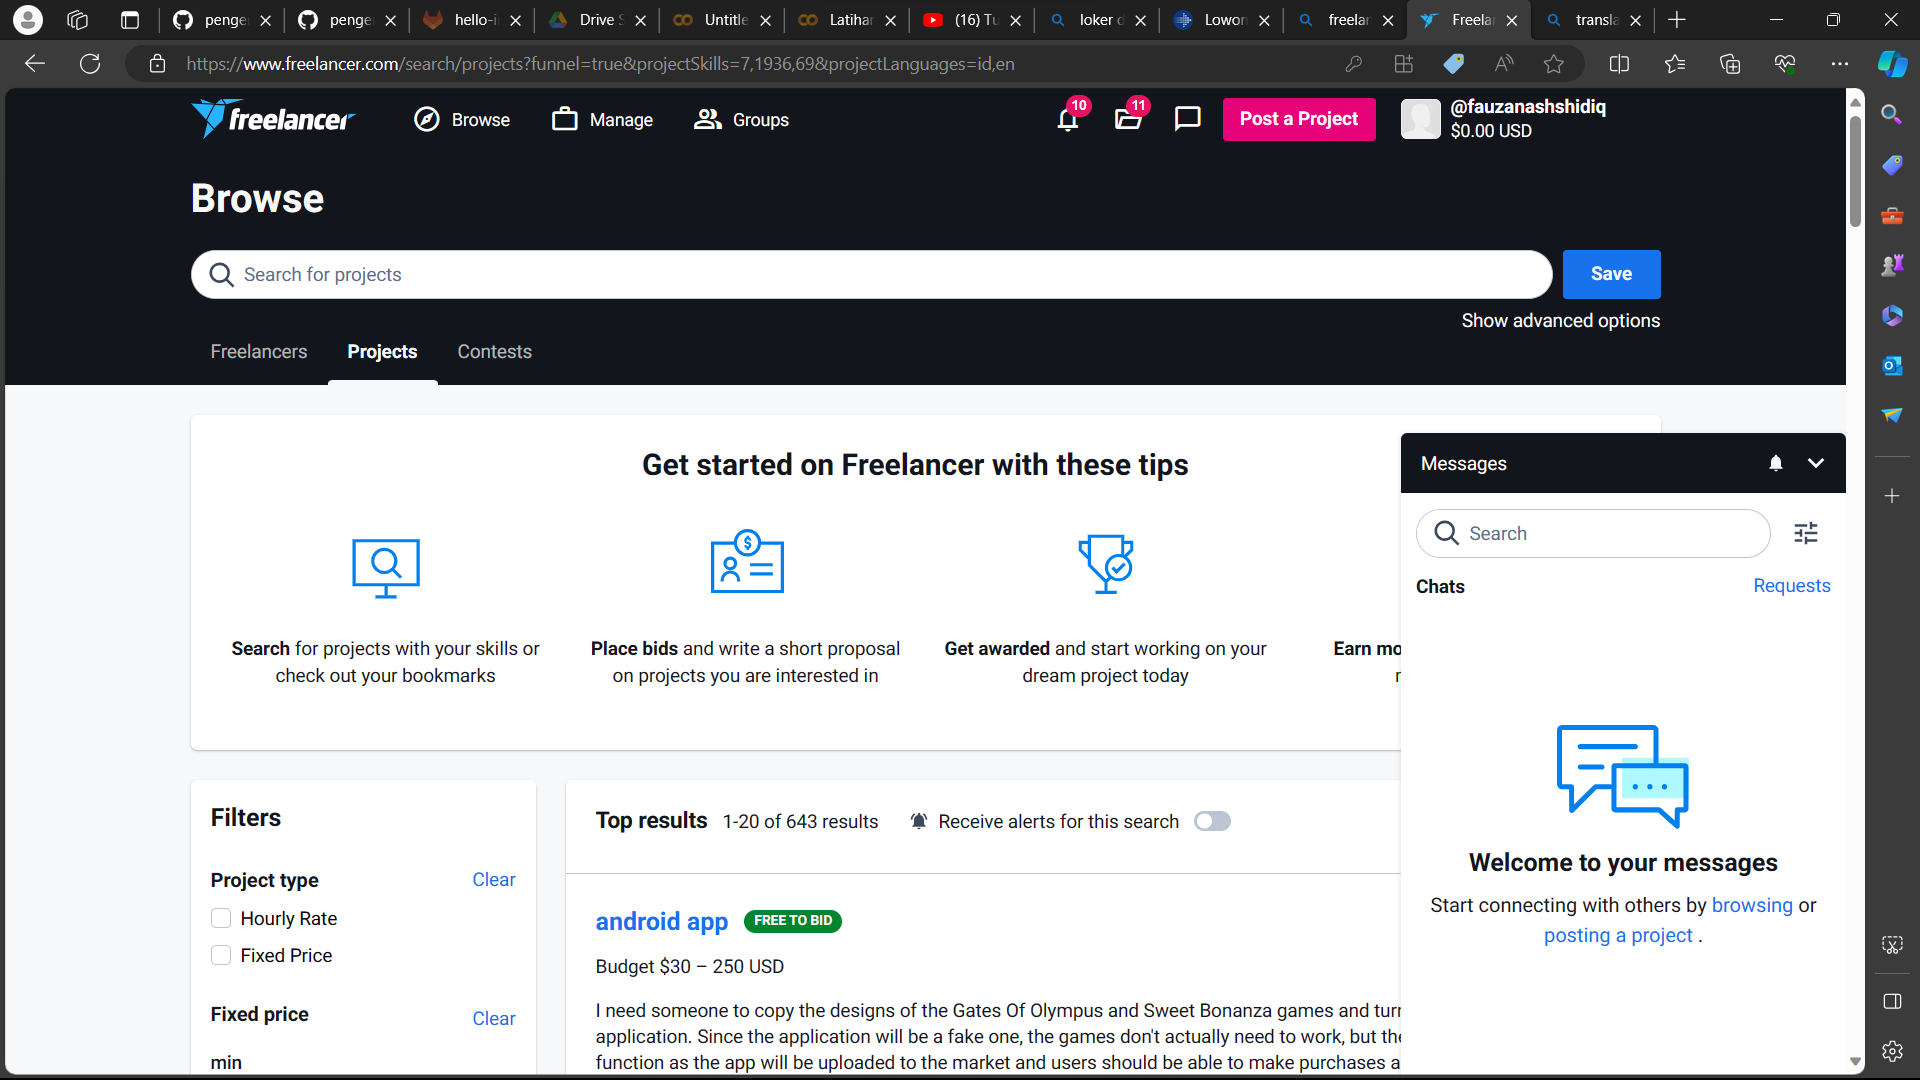 penge
penge
hello-i
Drive S
Untitle
Latihar
(16) Tu
loker d
Lowon
freelar
Freelar
transla
https://www.freelancer.com/search/projects?funnel=true&projectSkills=7,1936,69&projectLanguages=id,en
freelancer
Browse
Manage
Groups
10
11
Post a Project
@fauzanashshidiq
$0.00 USD
Browse
Search for projects
Save
Show advanced options
Freelancers
Projects
Contests
Get started on Freelancer with these tips
Search for projects with your skills or
check out your bookmarks
Place bids and write a short proposal
on projects you are interested in
Get awarded and start working on your
dream project today
Earn mo
Messages
Search
Chats
Requests
Welcome to your messages
Start connecting with others by browsing or
posting a project .
Filters
Project type
Clear
Hourly Rate
Fixed Price
Fixed price
Clear
min
Top results 1-20 of 643 results
Receive alerts for this search
android app FREE TO BID
Budget $30 – 250 USD
I need someone to copy the designs of the Gates Of Olympus and Sweet Bonanza games and turr
application. Since the application will be a fake one, the games don't actually need to work, but the
function as the app will be uploaded to the market and users should be able to make purchases a